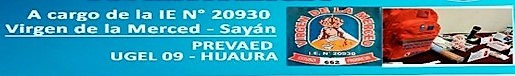 A cargo de la IE N° 20930
Virgen de la Merced - Sayán
PREVAED
UGEL 09 - HUAURA
VIRGEN DE LA MERCED
I.E. N° 20930
662